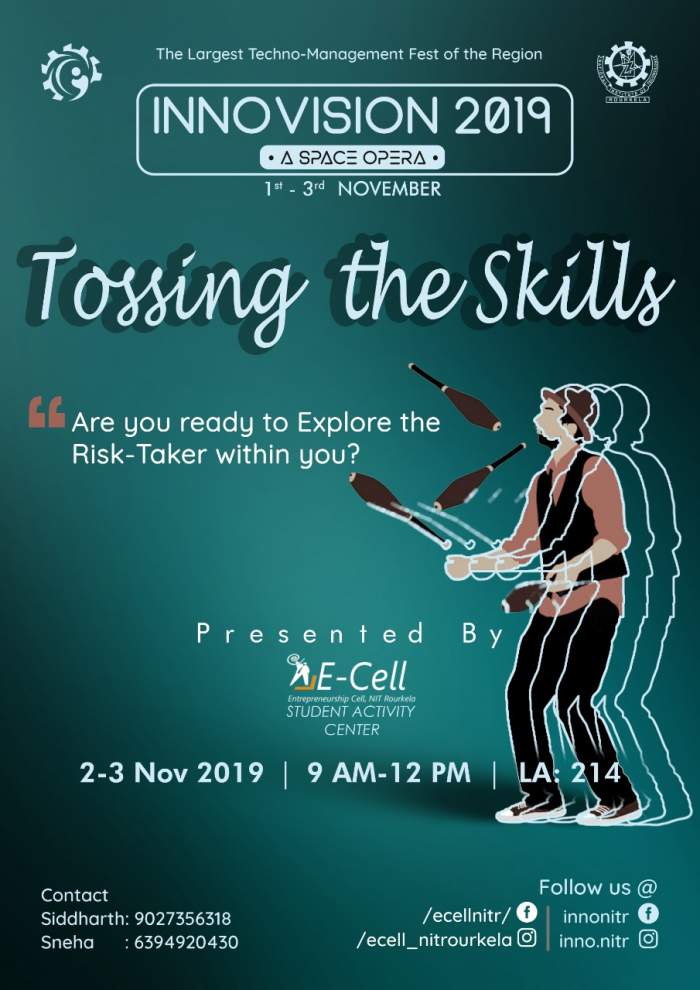 The Largest Techno-Management Fest of the Region
INNOVISION 2019
• A SPACE OPERA •
1st - 3rd NOVEMBER
ROURKELA
Tossing the Skills
“ Are you ready to Explore the
Risk-Taker within you?
Presented By
E-Cell
Entrepreneurship Cell, NIT Rourkela
STUDENT ACTIVITY
CENTER
2-3 Nov 2019 | 9 AM-12 PM | LA: 214
Contact
Siddharth: 9027356318
Sneha : 6394920430
Follow us @
/ecellnitr/ | innonitr
/ecell_nitrourkela | inno.nitr